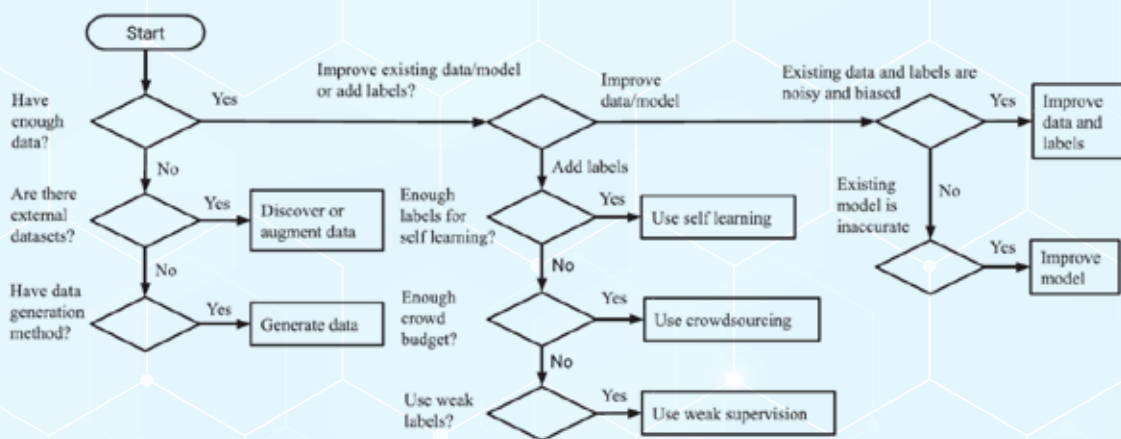 Start
Have
enough
data?
Yes
No
Are there
external
datasets?
Yes
Discover or
augment data
No
Have data
generation
method?
Yes
Generate data
Improve existing data/model
or add labels?
Improve
data/model
Add labels
Enough
labels for
self learning?
Yes
Use self learning
No
Enough
crowd
budget?
Yes
Use crowdsourcing
No
Use weak
labels?
Yes
Use weak supervision
Existing data and labels are
noisy and biased
Yes
Improve
data and
labels
No
Existing
model is
inaccurate
Yes
Improve
model